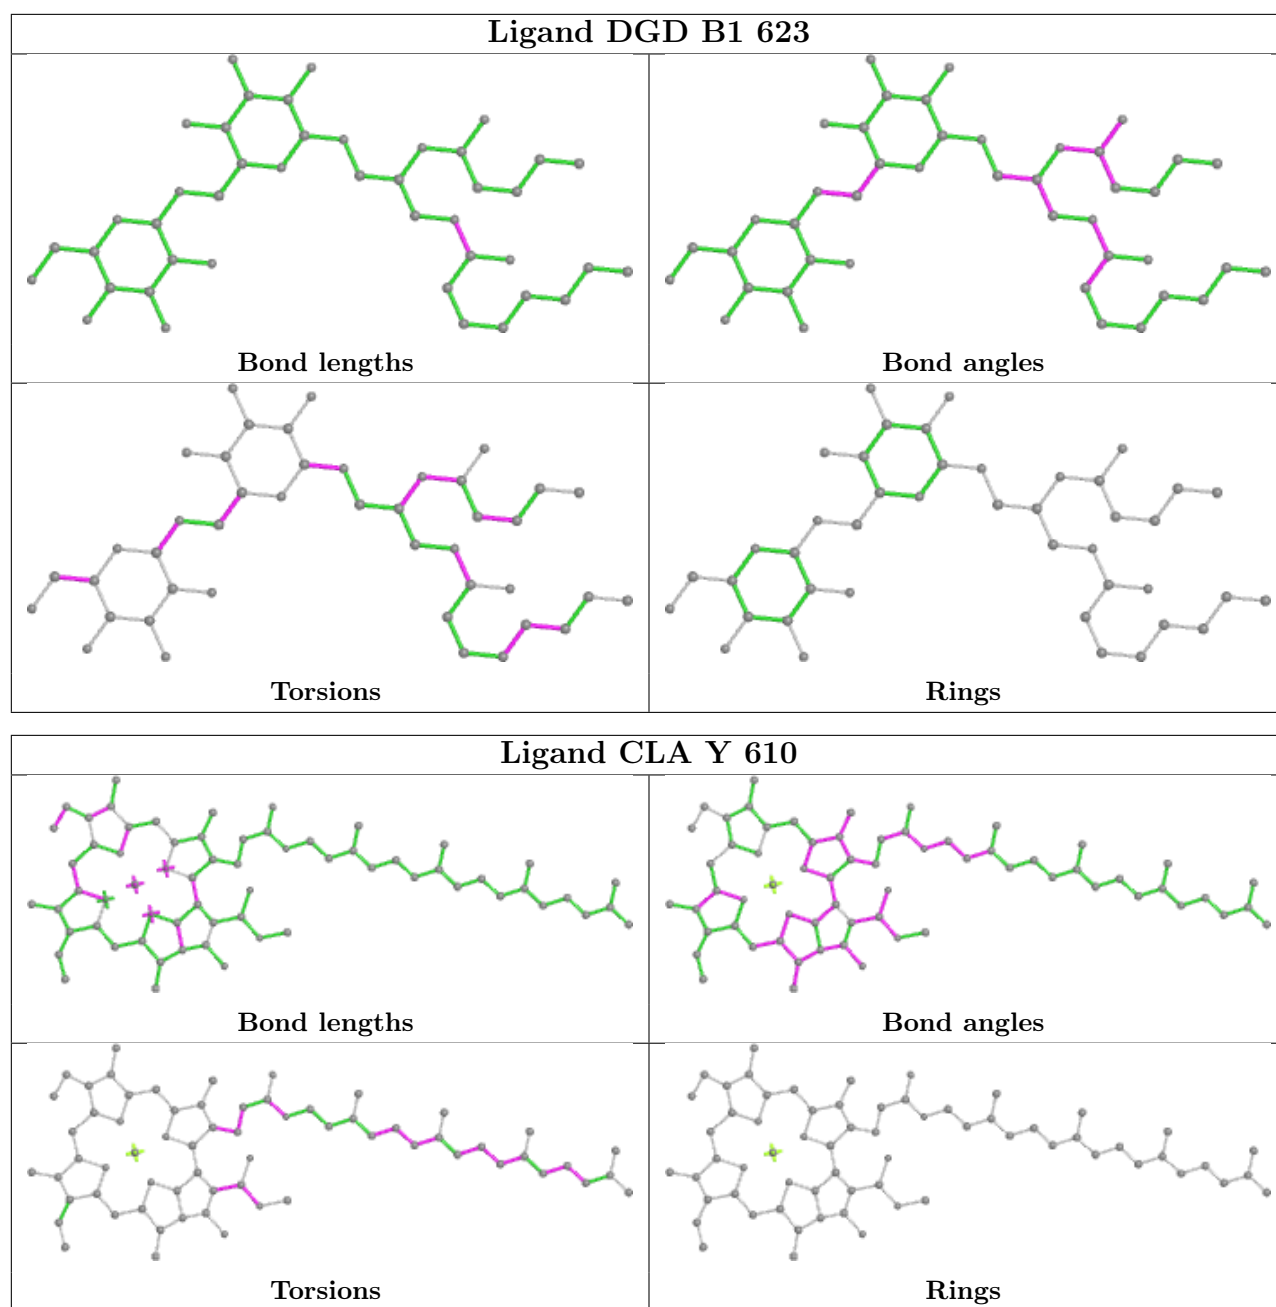 Ligand DGD B1 623
Bond lengths
Bond angles
Torsions
Rings
Ligand CLA Y 610
Bond lengths
Bond angles
Torsions
Rings